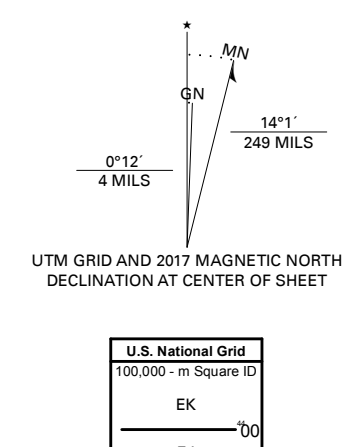 ★
MN
GN
14°1´
249 MILS
0°12´
4 MILS
UTM GRID AND 2017 MAGNETIC NORTH
DECLINATION AT CENTER OF SHEET
U.S. National Grid
100,000 - m Square ID
EK
00